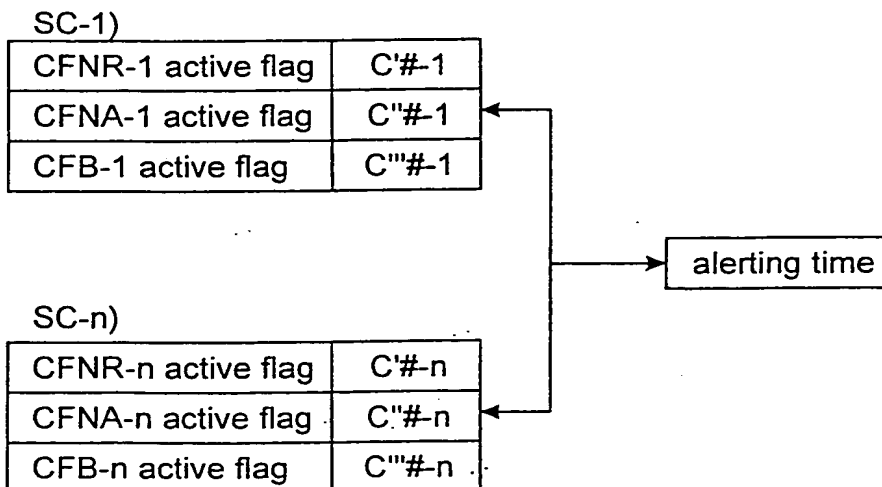 SC-1)
CFNR-1 active flag C'#-1
CFNA-1 active flag C"#-1
CFB-1 active flag C'"#-1
alerting time
SC-n)
CFNR-n active flag C'#-n
CFNA-n active flag C"#-n
CFB-n active flag C'"#-n